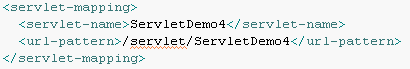 <servlet-mapping>
<servlet-name>ServletDemo4</servlet-name>
<url-pattern>/servlet/ServletDemo4</url-pattern>
</servlet-mapping>